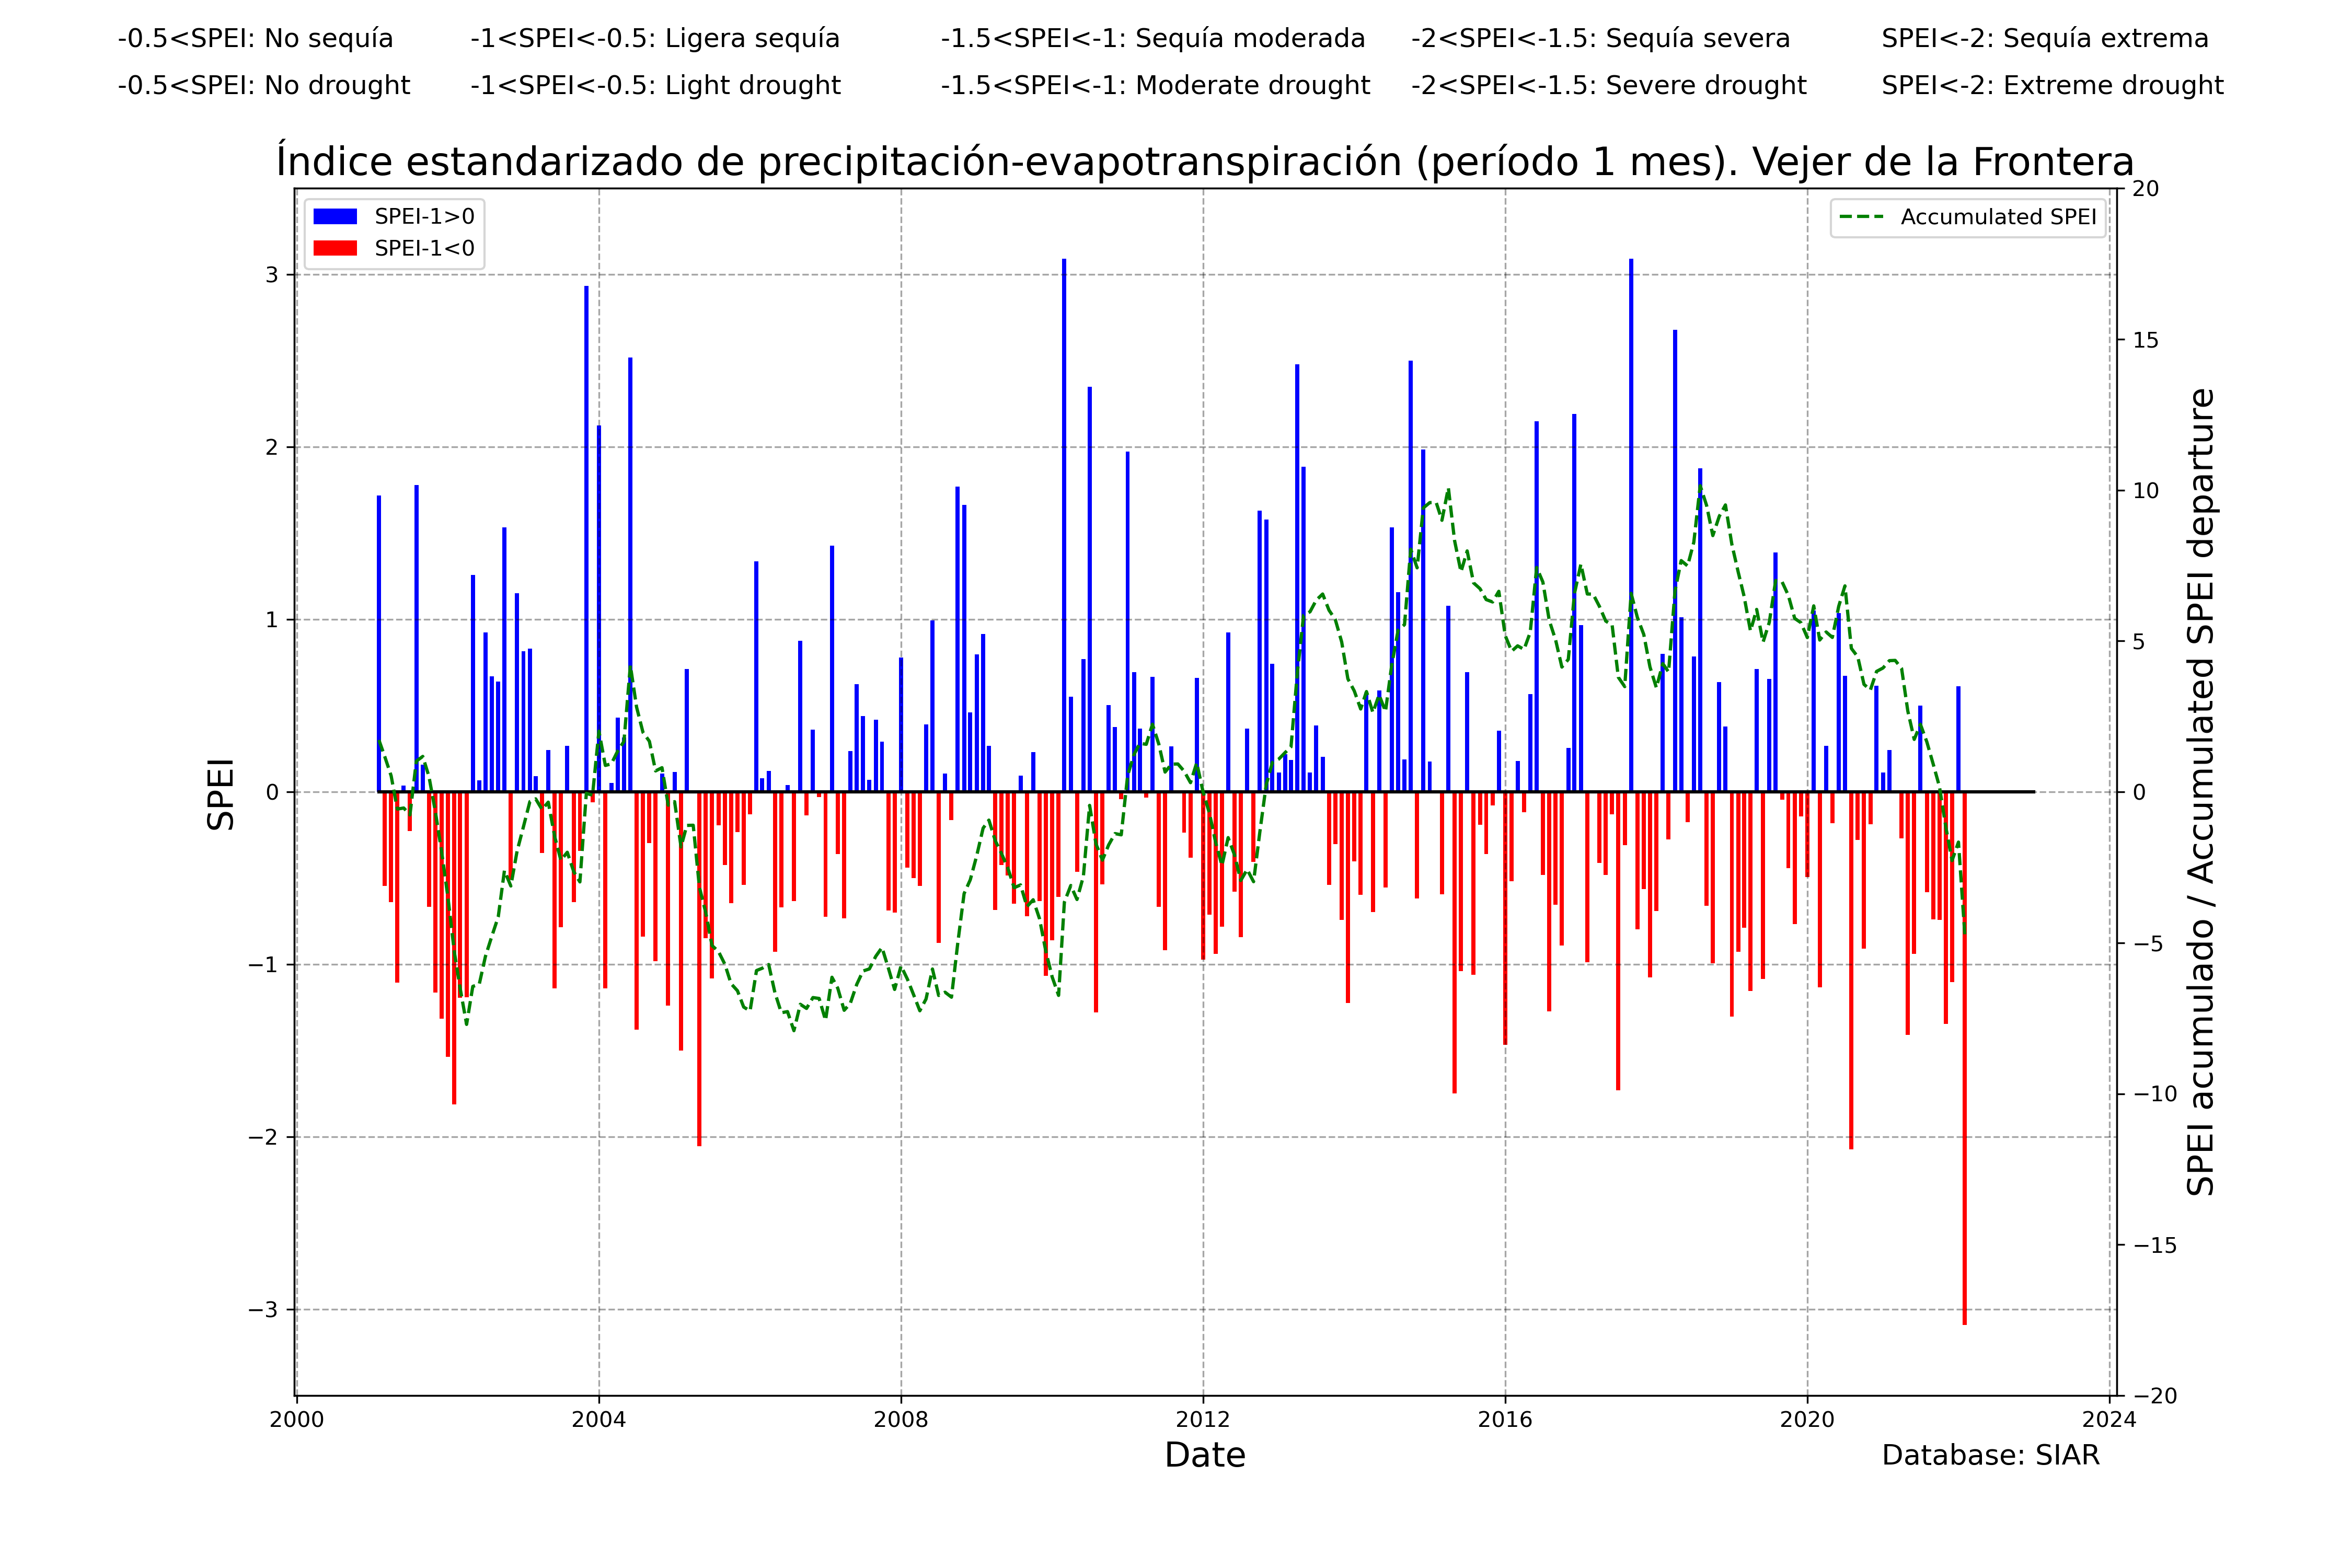 -0.5<SPEI: No sequía -1<SPEI<-0.5: Ligera sequía -1.5<SPEI<-1: Sequía moderada -2<SPEI<-1.5: Sequía severa SPEI<-2: Sequía extrema
-0.5<SPEI: No drought -1<SPEI<-0.5: Light drought -1.5<SPEI<-1: Moderate drought -2<SPEI<-1.5: Severe drought SPEI<-2: Extreme drought
Índice estandarizado de precipitación-evapotranspiración (período 1 mes). Vejer de la Frontera
SPEI-1>0
SPEI-1<0
Accumulated SPEI
SPEI
3
2
1
0
−1
−2
−3
20
15
10
5
0
−5
−10
−15
−20
SPEI acumulado / Accumulated SPEI departure
2000 2004 2008 2012 2016 2020 2024
Date
Database: SIAR